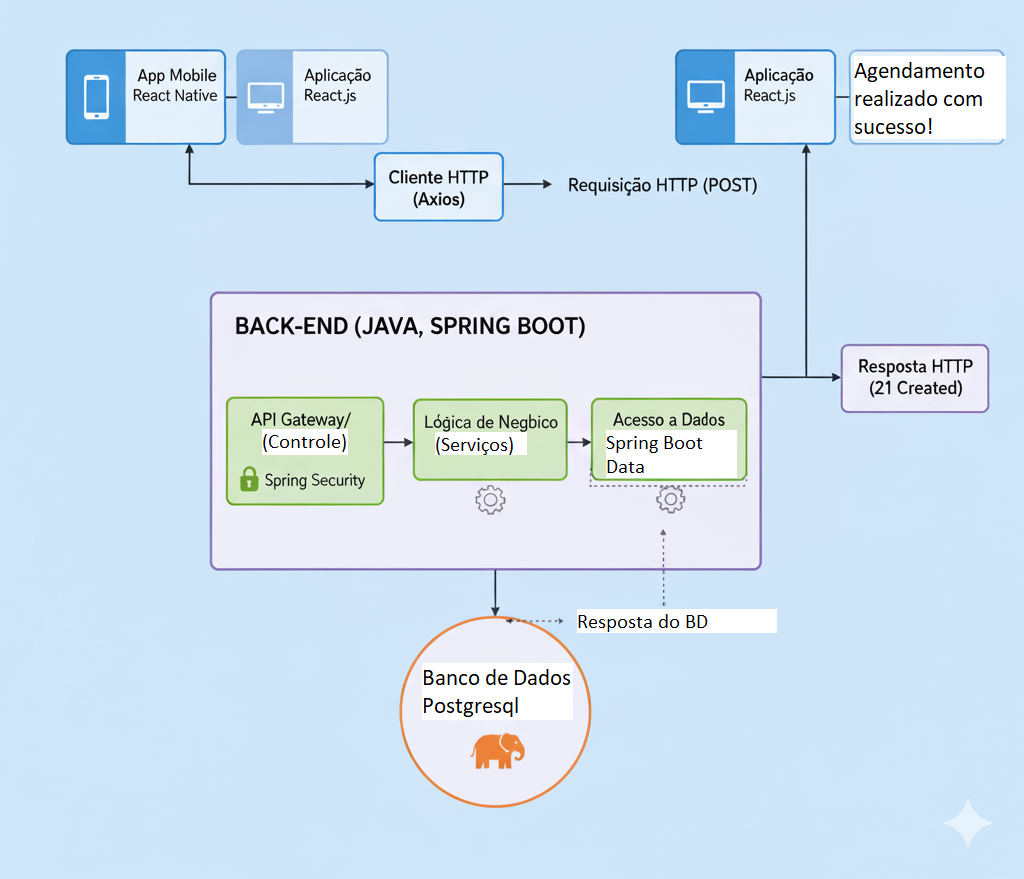 App Mobile
React Native
Aplicação
React.js
Aplicação
React.js
Agendamento
realizado com
sucesso!
Cliente HTTP
(Axios)
Requisição HTTP (POST)
BACK-END (JAVA, SPRING BOOT)
Resposta HTTP
(21 Created)
API Gateway/
(Controle)
Spring Security
Lógica de Negbico
(Serviços)
Acesso a Dados
Spring Boot
Data
Resposta do BD
Banco de Dados
Postgresql